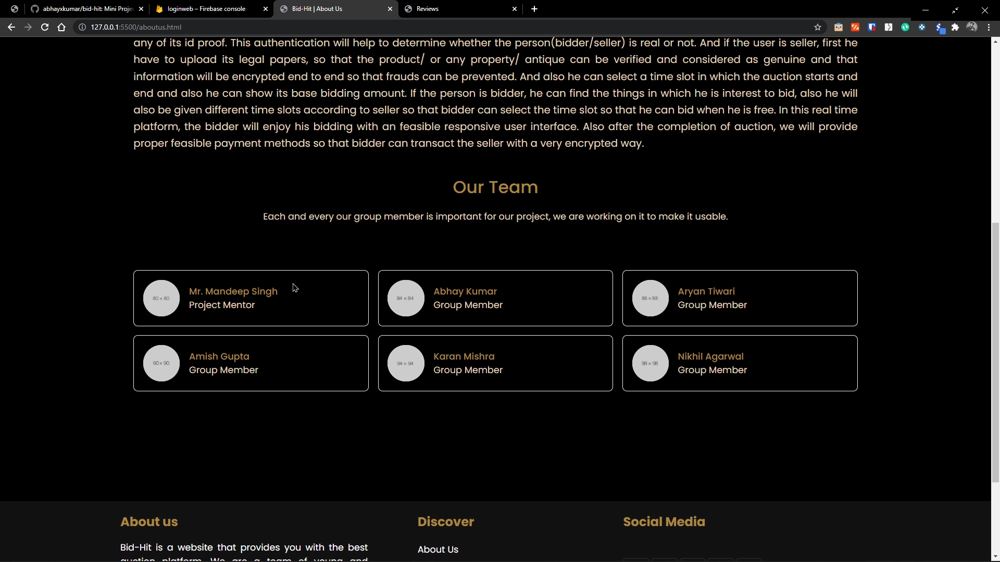 abhayxkumar/bid-hit: Mini Proje
loginweb – Firebase console
Bid-Hit | About Us
Reviews
127.0.0.1:5500/aboutus.html
any of its id proof. This authentication will help to determine whether the person(bidder/seller) is real or not. And if the user is seller, first he
have to upload its legal papers, so that the product/ or any property/ antique can be verified and considered as genuine and that
information will be encrypted end to end so that frauds can be prevented. And also he can select a time slot in which the auction starts and
end and also he can show its base bidding amount. If the person is bidder, he can find the things in which he is interest to bid, also he will
also be given different time slots according to seller so that bidder can select the time slot so that he can bid when he is free. In this real time
platform, the bidder will enjoy his bidding with an feasible responsive user interface. Also after the completion of auction, we will provide
proper feasible payment methods so that bidder can transact the seller with a very encrypted way.
Our Team
Each and every our group member is important for our project, we are working on it to make it usable.
80 × 80
Mr. Mandeep Singh
Project Mentor
84 × 84
Abhay Kumar
Group Member
88 × 88
Aryan Tiwari
Group Member
90 × 90
Amish Gupta
Group Member
94 × 94
Karan Mishra
Group Member
98 × 98
Nikhil Agarwal
Group Member
About us
Discover
Social Media
Bid-Hit is a website that provides you with the best
About Us
auction platform. We are a team of young and